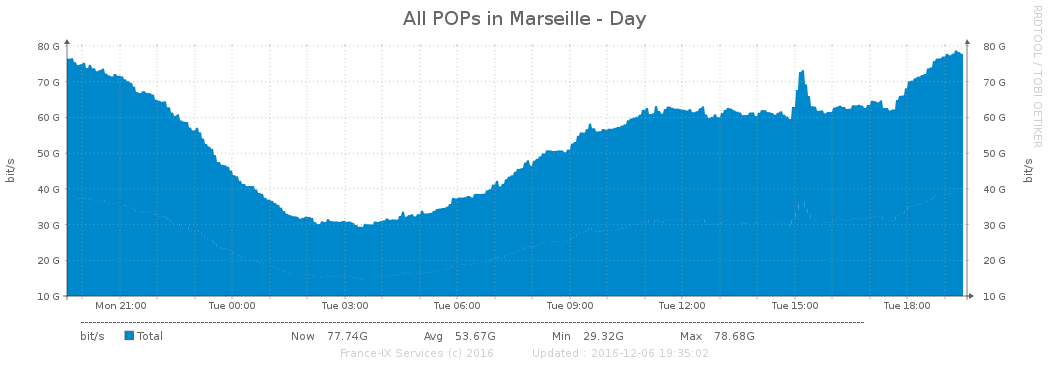 All POPs in Marseille - Day
RRDTOOL / TOBI OETIKER
bit/s
80 G 80 G
70 G 70 G
60 G 60 G
50 G 50 G
40 G 40 G
30 G 30 G
20 G 20 G
10 G 10 G
bit/s
Mon 21:00 Tue 00:00 Tue 03:00 Tue 06:00 Tue 09:00 Tue 12:00 Tue 15:00 Tue 18:00
bit/s Total Now 77.74G Avg 53.67G Min 29.32G Max 78.68G
France-IX Services (c) 2016 Updated : 2016-12-06 19:35:02